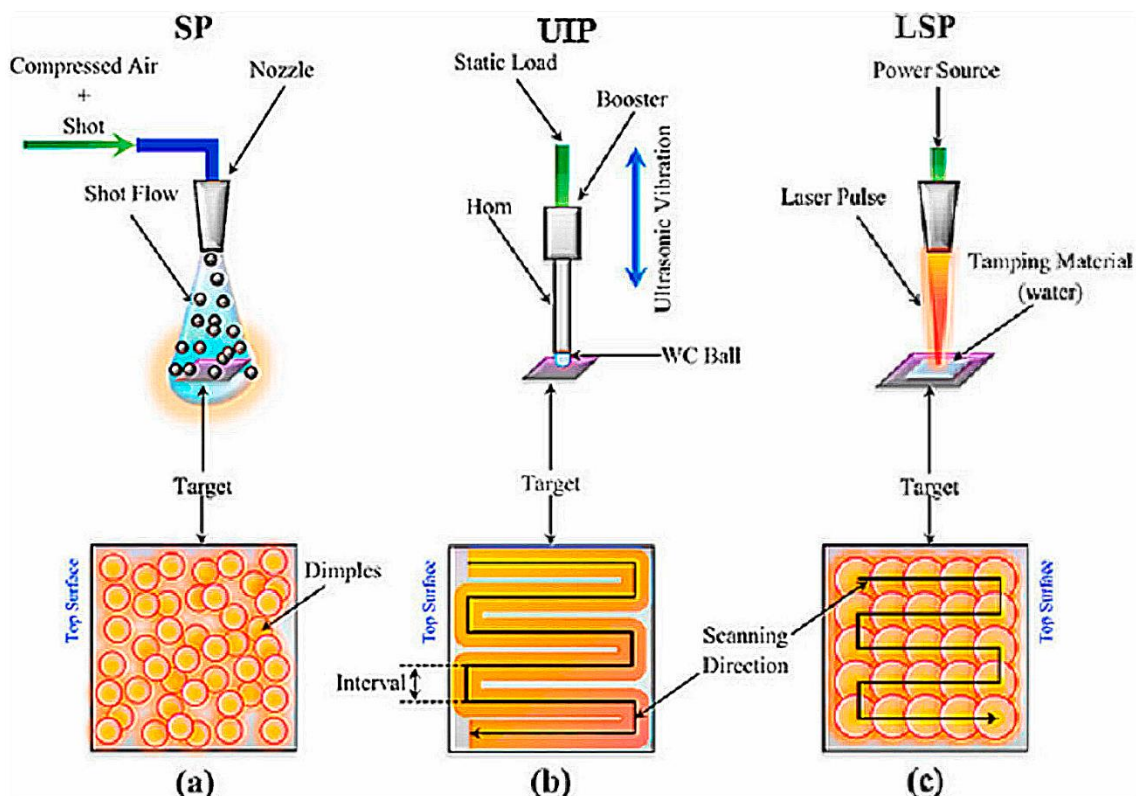 SP
Compressed Air
+
Shot
Nozzle
Shot Flow
Target
Top Surface
Dimples
(a)
UIP
Static Load
Booster
Hom
Ultrasonic Vibration
WC Ball
Target
Top Surface
Interval
(b)
LSP
Power Source
Laser Pulse
Tamping Material
(water)
Target
Scanning
Direction
Top Surface
(c)